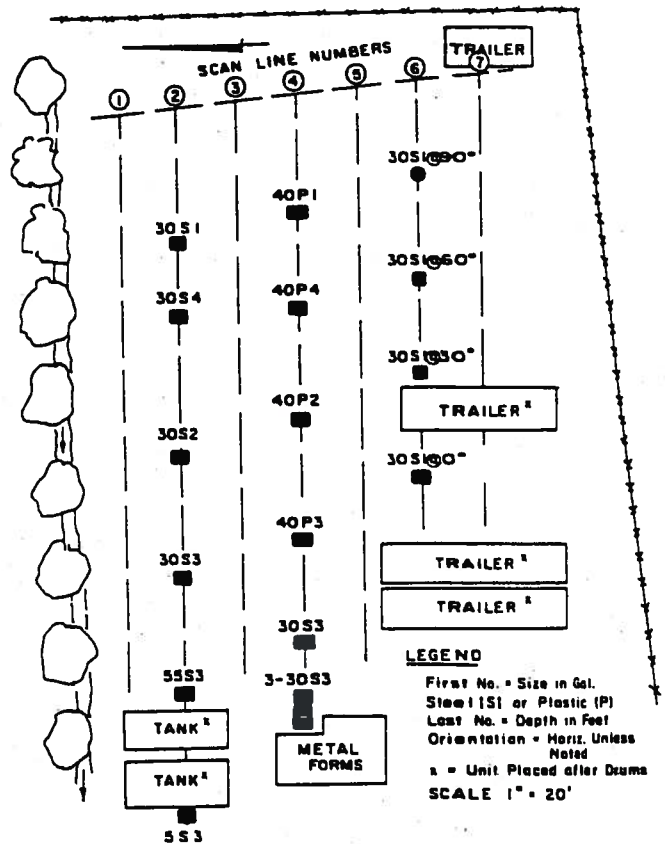 SCAN LINE NUMBERS
TRAILER
1 2 3 4 5 6 7
30S1@90°
40P1
30S1
30S1@60°
40P4
30S4
30S1@30°
TRAILER x
40P2
30S2
30S1@0°
40P3
TRAILER x
30S3
TRAILER x
30S3
55S3
3-30S3
TANK x
METAL
FORMS
TANK x
5S3
LEGEND
First No. = Size in Gal.
Steel (S) or Plastic (P)
Last No. = Depth in Feet
Orientation = Horiz. Unless
Noted
x = Unit Placed after Drums
SCALE 1" = 20'